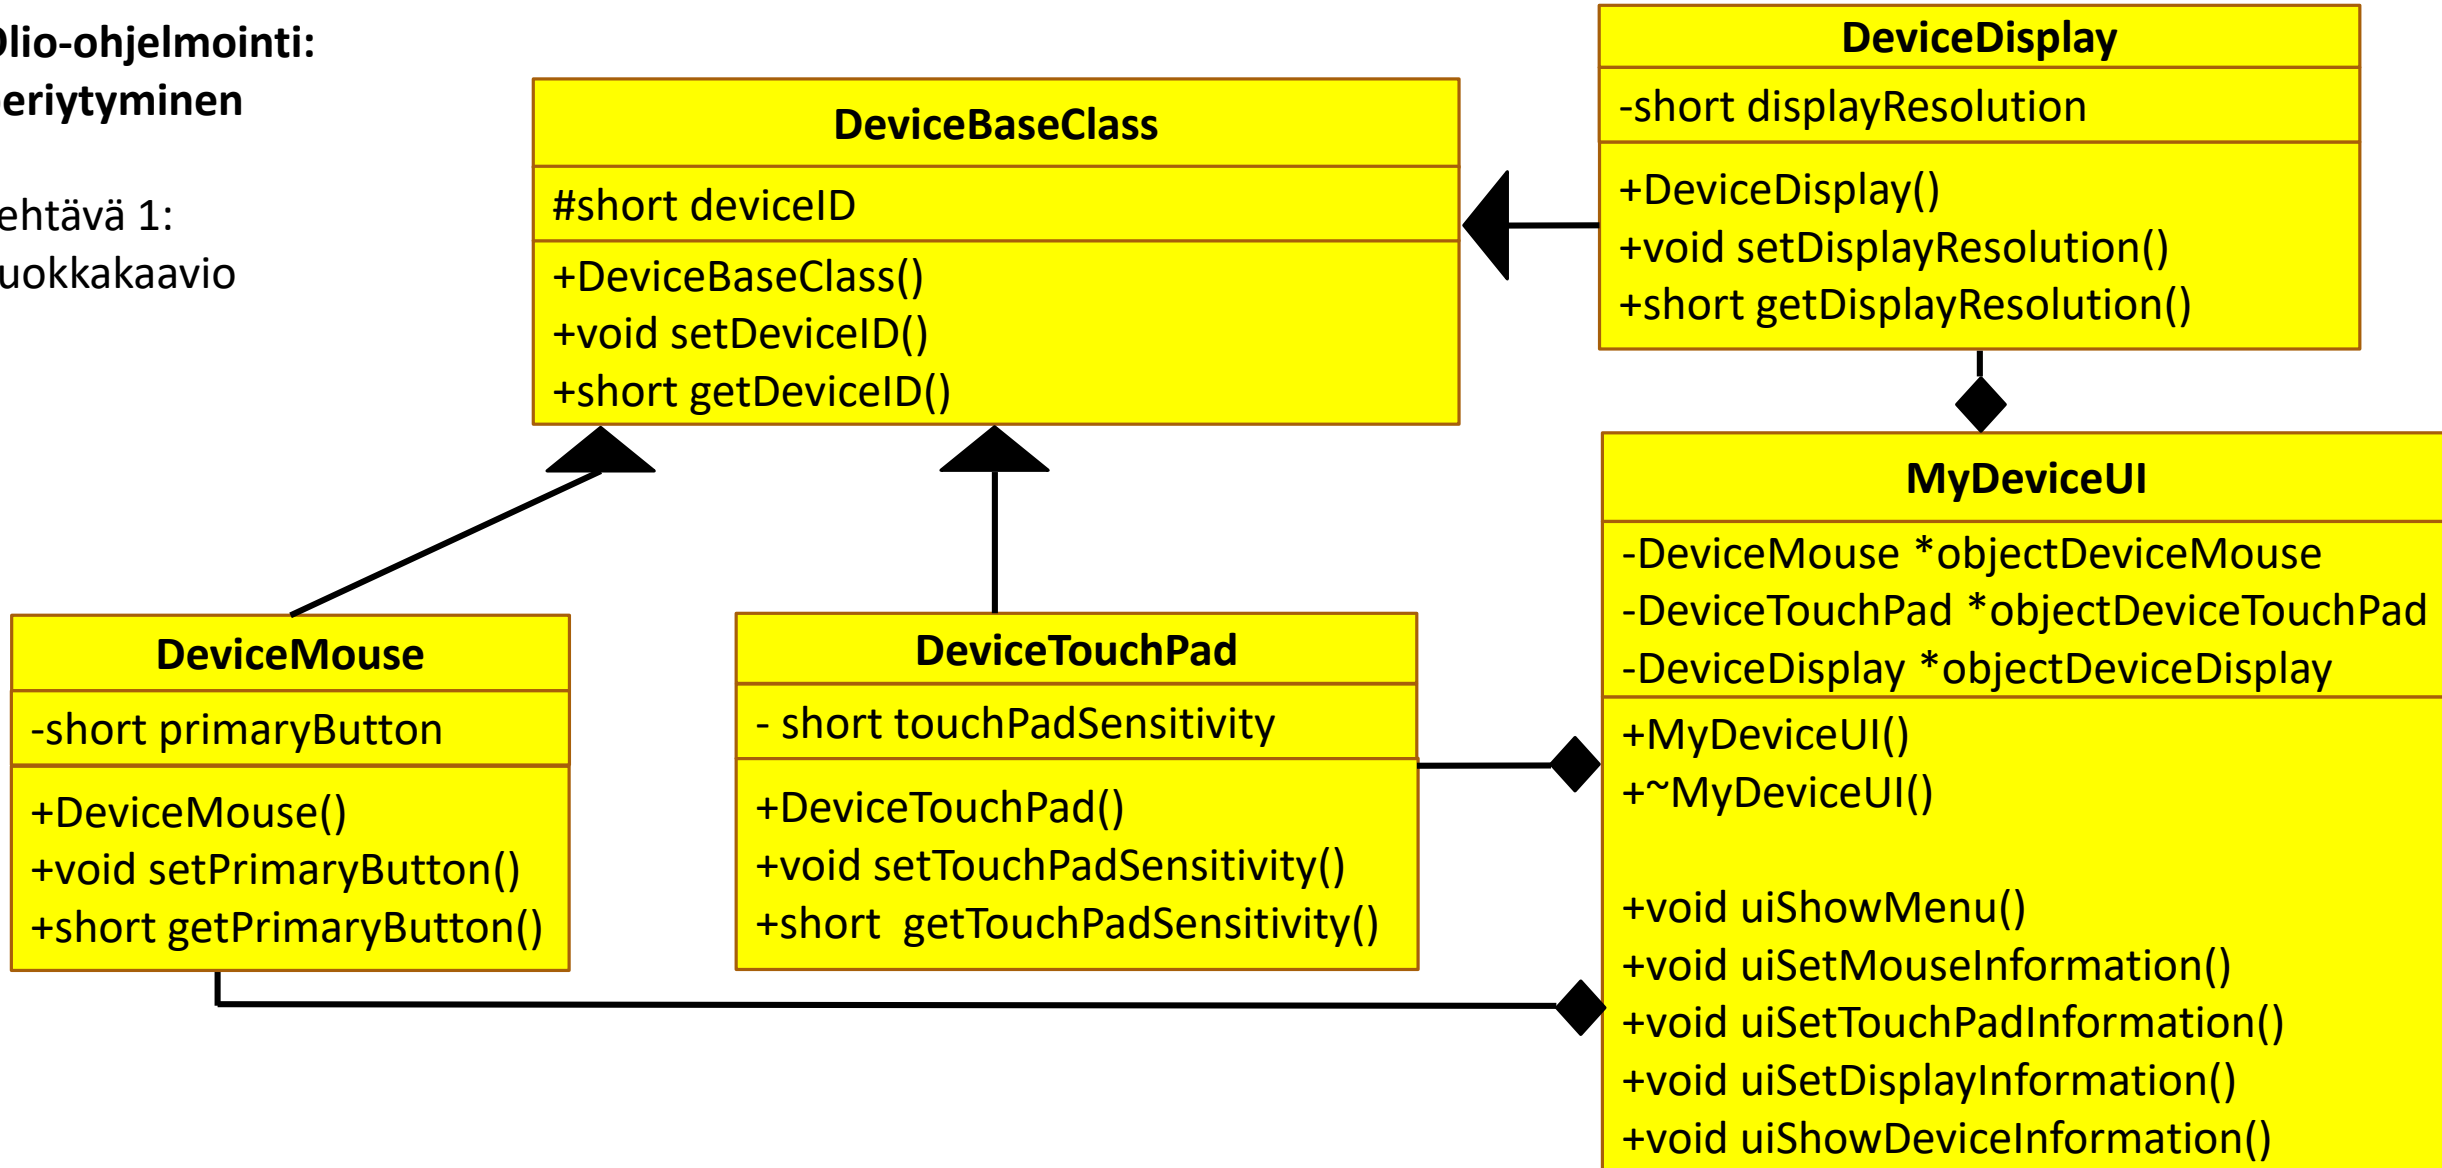 Olio-ohjelmointi:
periytyminen
ehtävä 1:
uokkakaavio
DeviceBaseClass
#short deviceID
+DeviceBaseClass()
+void setDeviceID()
+short getDeviceID()
DeviceDisplay
-short displayResolution
+DeviceDisplay()
+void setDisplayResolution()
+short getDisplayResolution()
DeviceMouse
-short primaryButton
+DeviceMouse()
+void setPrimaryButton()
+short getPrimaryButton()
DeviceTouchPad
- short touchPadSensitivity
+DeviceTouchPad()
+void setTouchPadSensitivity()
+short  getTouchPadSensitivity()
MyDeviceUI
-DeviceMouse *objectDeviceMouse
-DeviceTouchPad *objectDeviceTouchPad
-DeviceDisplay *objectDeviceDisplay
+MyDeviceUI()
+~MyDeviceUI()
+void uiShowMenu()
+void uiSetMouseInformation()
+void uiSetTouchPadInformation()
+void uiSetDisplayInformation()
+void uiShowDeviceInformation()